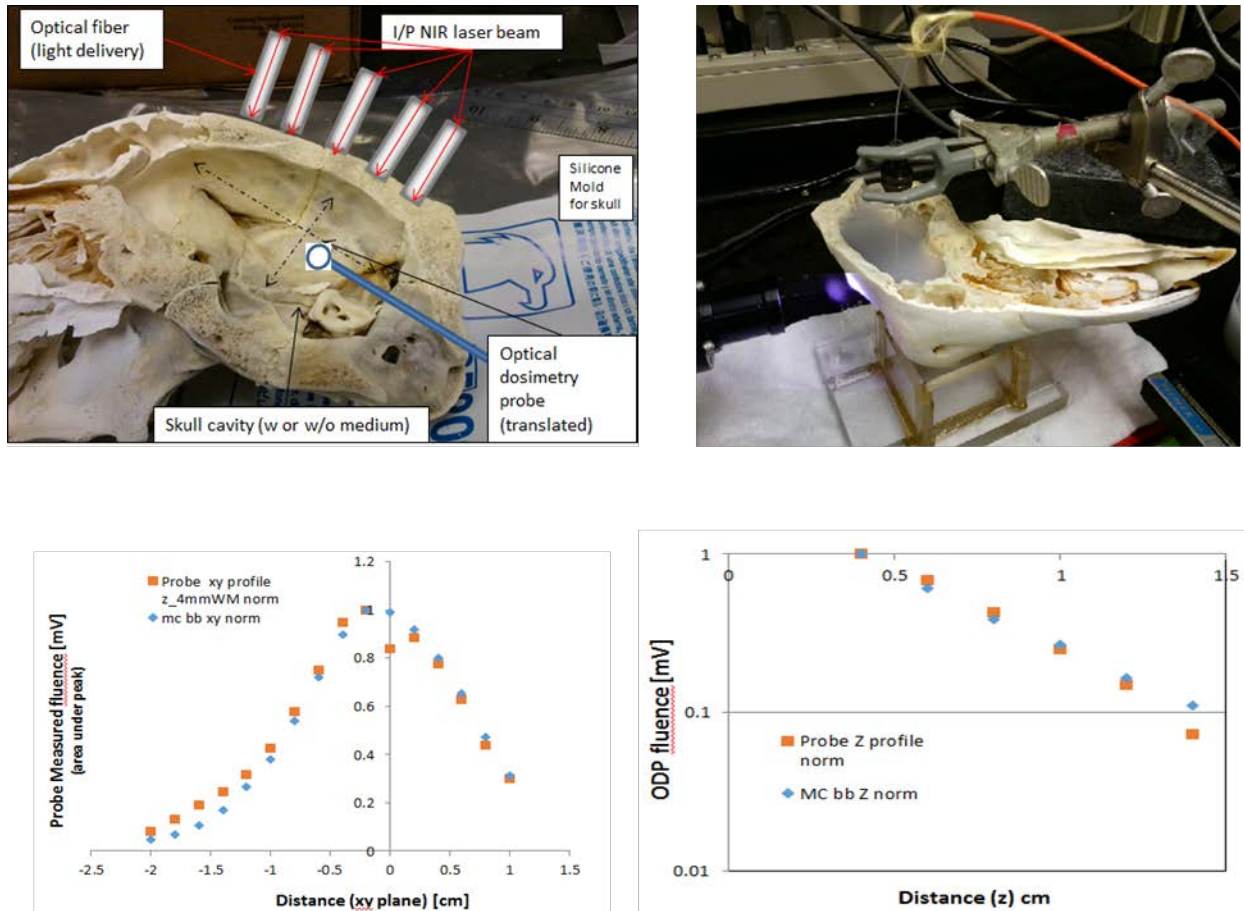 Optical fiber
(light delivery)
I/P NIR laser beam
Silicone
Mold
for skull
Optical
dosimetry
probe
(translated)
Skull cavity (w or w/o medium)
Probe xy profile
z_4mmWM norm
mc bb xy norm
Probe Measured fluence [mV]
(area under peak)
1.2
1
0.8
0.6
0.4
0.2
0
-2.5
-2
-1.5
-1
-0.5
0
0.5
1
1.5
Distance (xy plane) [cm]
1
0.1
0.01
0
0.5
1
1.5
ODP fluence [mV]
Probe Z profile
norm
MC bb Z norm
Distance (z) cm